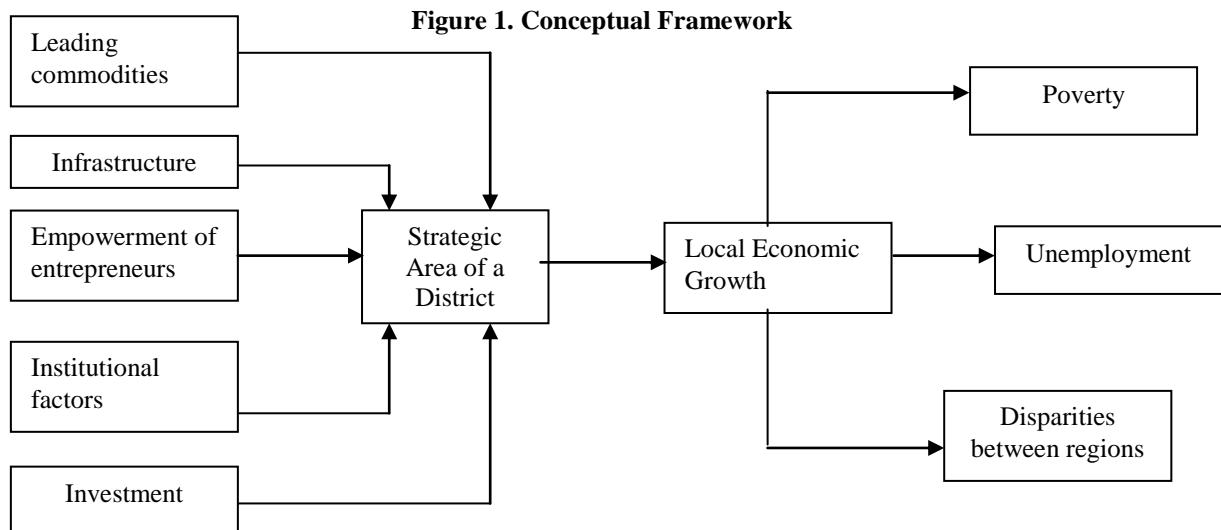 Figure 1. Conceptual Framework
Leading
commodities
Infrastructure
Empowerment of
entrepreneurs
Institutional
factors
Investment
Strategic
Area of a
District
Local Economic
Growth
Poverty
Unemployment
Disparities
between regions